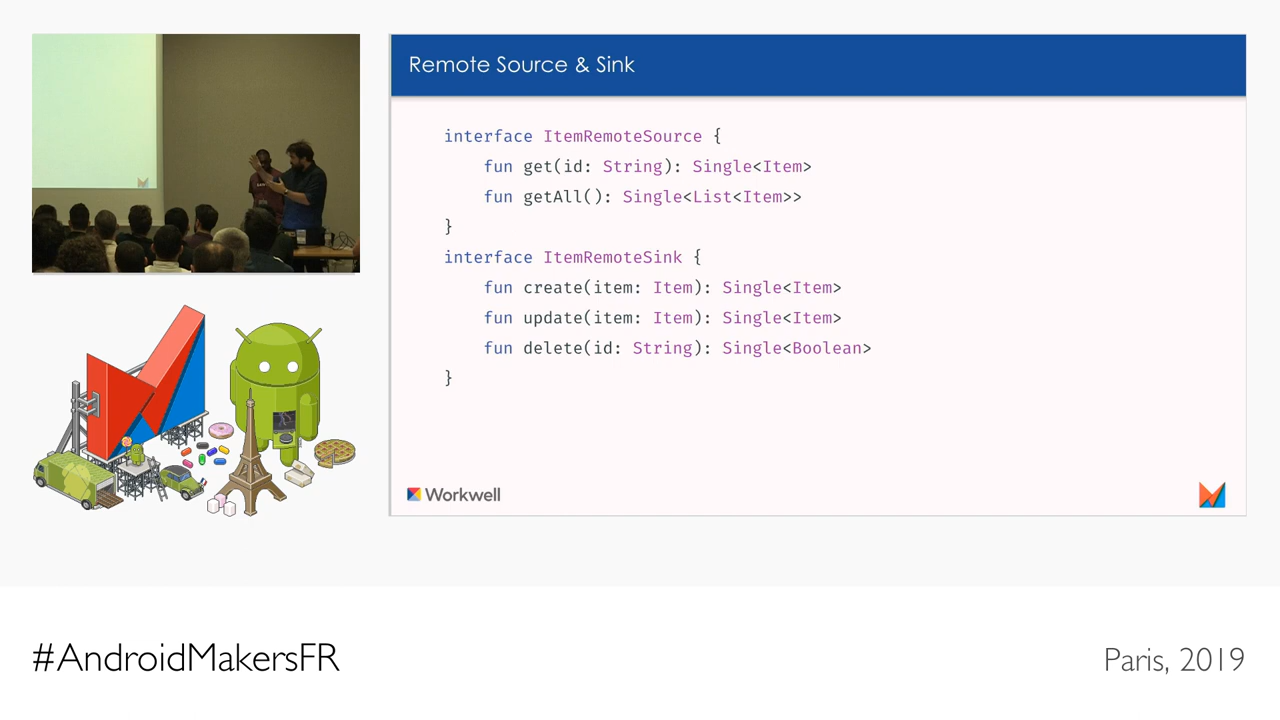 Remote Source & Sink
interface ItemRemoteSource {
fun get(id: String): Single<Item>
fun getAll(): Single<List<Item>>
}
interface ItemRemoteSink {
fun create(item: Item): Single<Item>
fun update(item: Item): Single<Item>
fun delete(id: String): Single<Boolean>
}
Workwell
#AndroidMakersFR
Paris, 2019